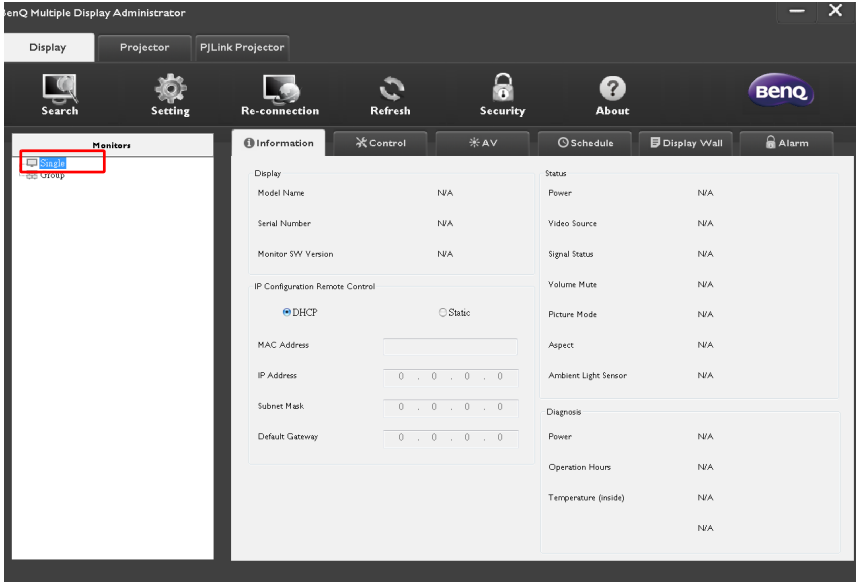 BenQ Multiple Display Administrator
Display Projector PJLink Projector
Search Setting Re-connection Refresh Security About BenQ
Monitors
Single
Group
Information Control AV Schedule Display Wall Alarm
Display
Model Name N/A
Serial Number N/A
Monitor SW Version N/A
IP Configuration Remote Control
DHCP Static
MAC Address
IP Address 0 . 0 . 0 . 0
Subnet Mask 0 . 0 . 0 . 0
Default Gateway 0 . 0 . 0 . 0
Status
Power N/A
Video Source N/A
Signal Status N/A
Volume Mute N/A
Picture Mode N/A
Aspect N/A
Ambient Light Sensor N/A
Diagnosis
Power N/A
Operation Hours N/A
Temperature (inside) N/A
N/A